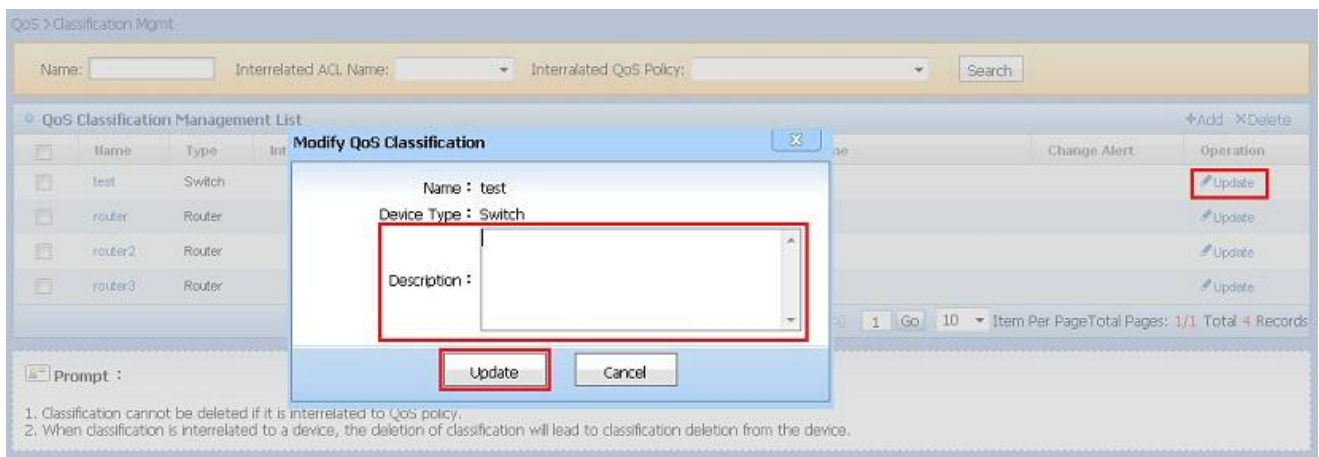 QoS > Classification Mgmt
Name: Interrelated ACL Name: Interralated QoS Policy: Search
QoS Classification Management List +Add ×Delete
Name Type Int me Change Alert Operation
test Switch Update
router Router Update
router2 Router Update
router3 Router Update
Modify QoS Classification
Name : test
Device Type : Switch
Description :
Update Cancel
1 Go 10 Item Per PageTotal Pages: 1/1 Total 4 Records
Prompt :
1. Classification cannot be deleted if it is interrelated to QoS policy.
2. When classification is interrelated to a device, the deletion of classification will lead to classification deletion from the device.